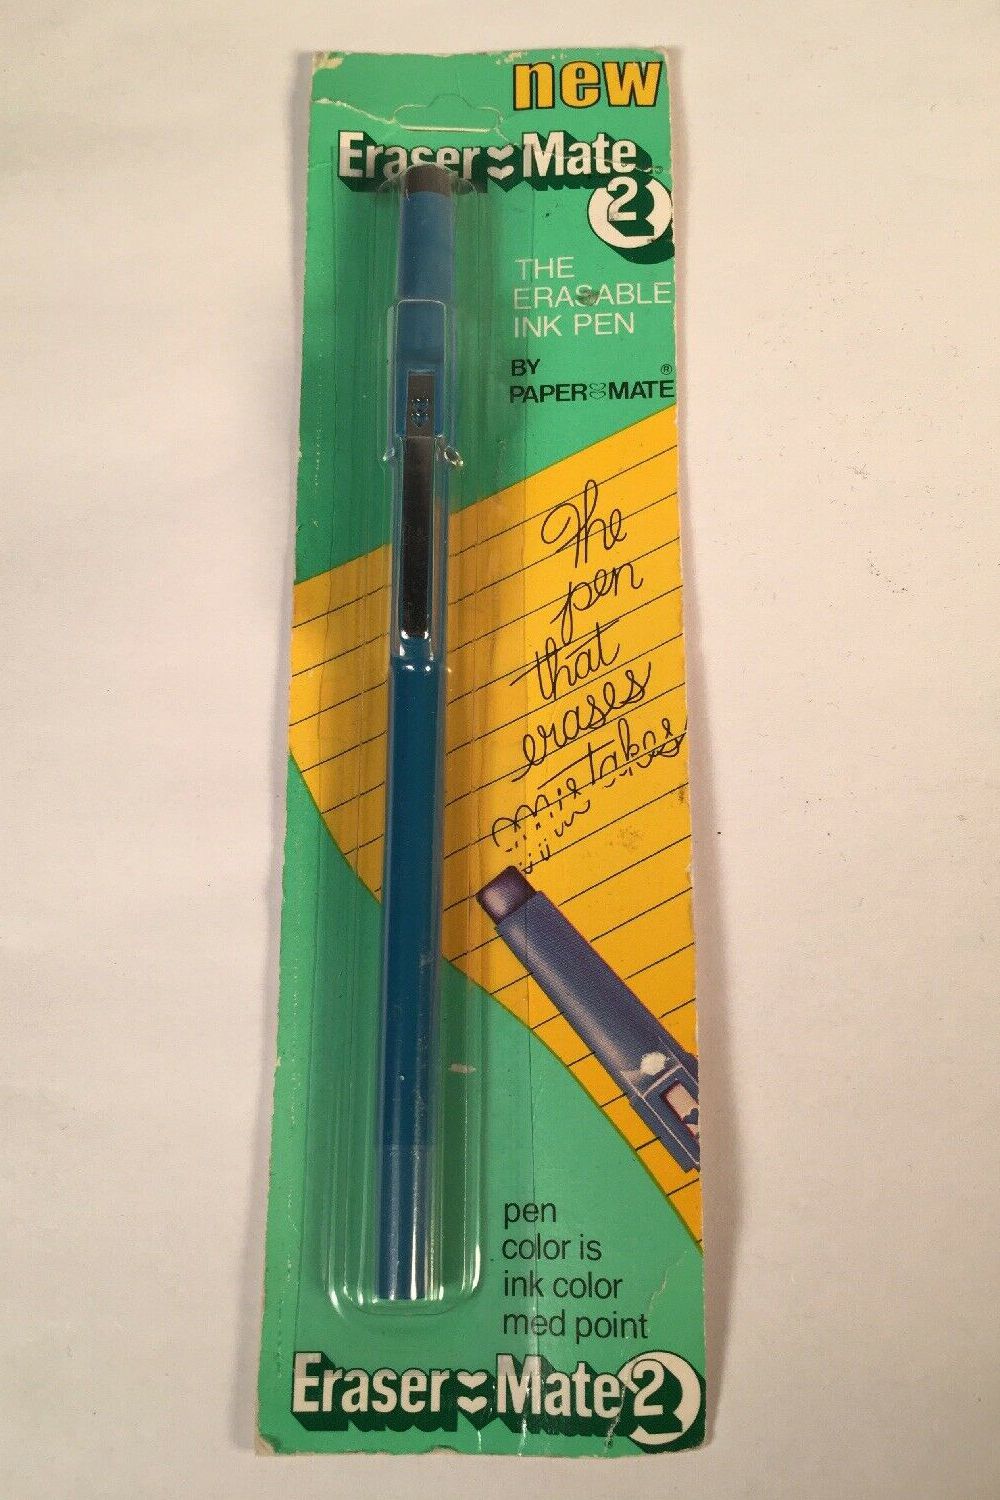 new
Eraser Mate
2
THE
ERASABLE
INK PEN
BY
PAPER MATE ®
The
pen
that
erases
mistakes
pen
color is
ink color
med point
Eraser Mate 2